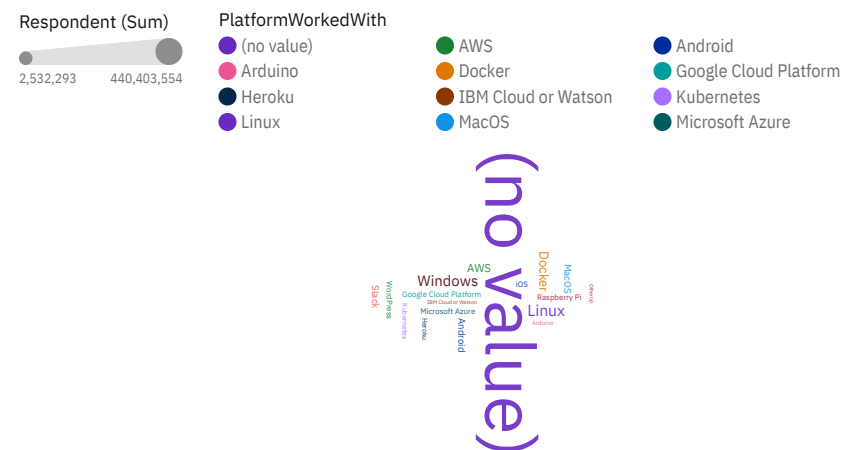 Respondent (Sum)
2,532,293 440,403,554
PlatformWorkedWith
(no value) AWS Android
Arduino Docker Google Cloud Platform
Heroku IBM Cloud or Watson Kubernetes
Linux MacOS Microsoft Azure
(no value)
AWS
Docker
MacOS
Windows
iOS
Slack
WordPress
Google Cloud Platform
Raspberry Pi
IBM Cloud or Watson
Kubernetes
Microsoft Azure
Linux
Heroku
Android
Arduino